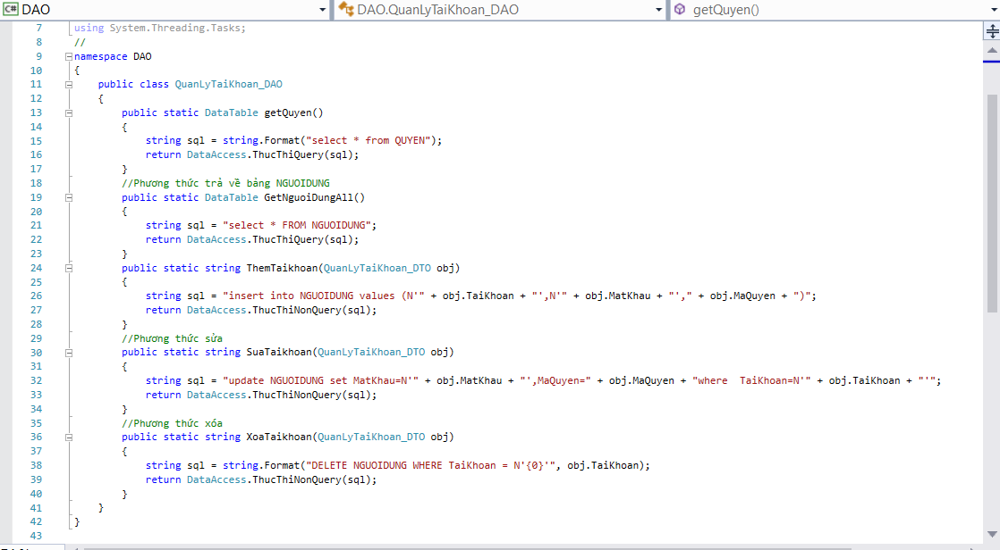 C# DAO DAO.QuanLyTaiKhoan_DAO getQuyen()
7 using System.Threading.Tasks;
8 //
9 namespace DAO
10 {
11 public class QuanLyTaiKhoan_DAO
12 {
13 public static DataTable getQuyen()
14 {
15 string sql = string.Format("select * from QUYEN");
16 return DataAccess.ThucThiQuery(sql);
17 }
18 //Phương thức trả về bảng NGUOIDUNG
19 public static DataTable GetNguoiDungAll()
20 {
21 string sql = "select * FROM NGUOIDUNG";
22 return DataAccess.ThucThiQuery(sql);
23 }
24 public static string ThemTaikhoan(QuanLyTaiKhoan_DTO obj)
25 {
26 string sql = "insert into NGUOIDUNG values (N'" + obj.TaiKhoan + "',N'" + obj.MatKhau + "'," + obj.MaQuyen + ")";
27 return DataAccess.ThucThiNonQuery(sql);
28 }
29 //Phương thức sửa
30 public static string SuaTaikhoan(QuanLyTaiKhoan_DTO obj)
31 {
32 string sql = "update NGUOIDUNG set MatKhau=N'" + obj.MatKhau + "',MaQuyen=" + obj.MaQuyen + "where  TaiKhoan=N'" + obj.TaiKhoan + "'";
33 return DataAccess.ThucThiNonQuery(sql);
34 }
35 //Phương thức xóa
36 public static string XoaTaikhoan(QuanLyTaiKhoan_DTO obj)
37 {
38 string sql = string.Format("DELETE NGUOIDUNG WHERE TaiKhoan = N'{0}'", obj.TaiKhoan);
39 return DataAccess.ThucThiNonQuery(sql);
40 }
41 }
42 }
43